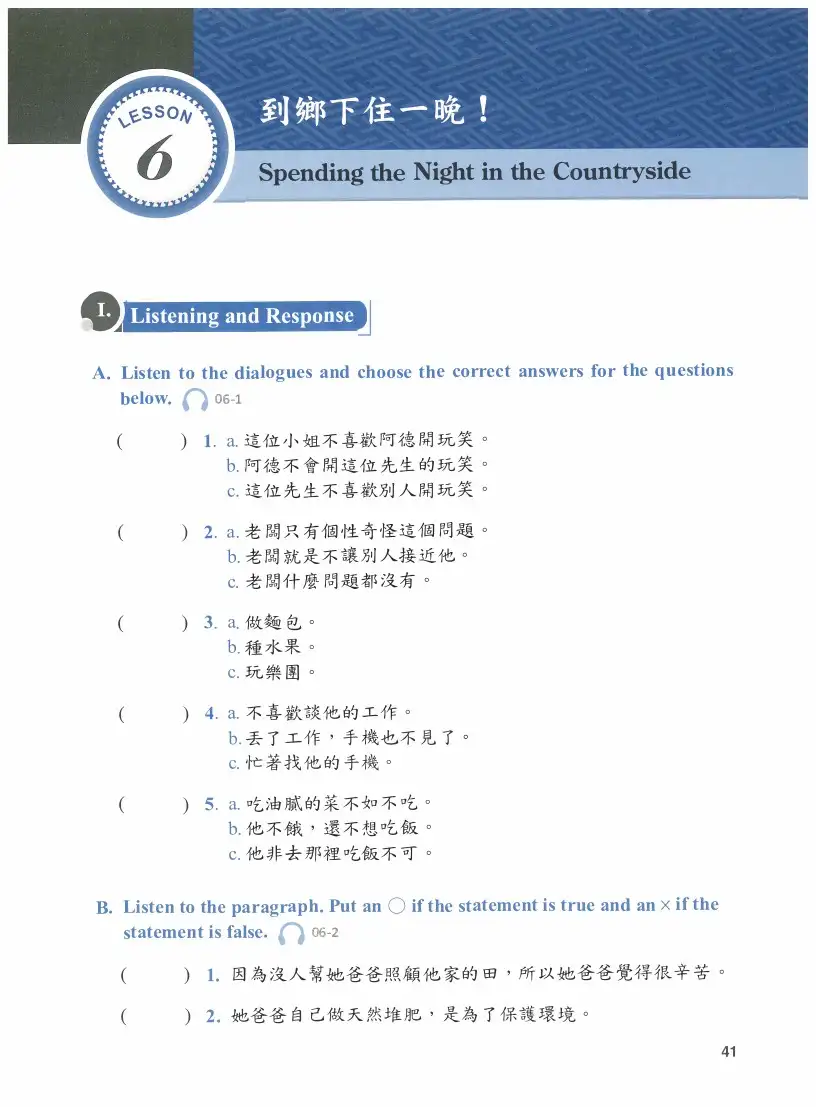 LESSON
6
到鄉下住一晚！
Spending the Night in the Countryside
I. Listening and Response
A. Listen to the dialogues and choose the correct answers for the questions
below. 06-1
( ) 1. a. 這位小姐不喜歡阿德開玩笑。
b. 阿德不會開這位先生的玩笑。
c. 這位先生不喜歡別人開玩笑。
( ) 2. a. 老闆只有個性奇怪這個問題。
b. 老闆就是不讓別人接近他。
c. 老闆什麼問題都沒有。
( ) 3. a. 做麵包。
b. 種水果。
c. 玩樂團。
( ) 4. a. 不喜歡談他的工作。
b. 丟了工作，手機也不見了。
c. 忙著找他的手機。
( ) 5. a. 吃油膩的菜不如不吃。
b. 他不餓，還不想吃飯。
c. 他非去那裡吃飯不可。
B. Listen to the paragraph. Put an ○ if the statement is true and an × if the
statement is false. 06-2
( ) 1. 因為沒人幫她爸爸照顧他家的田，所以她爸爸覺得很辛苦。
( ) 2. 她爸爸自己做天然堆肥，是為了保護環境。
41